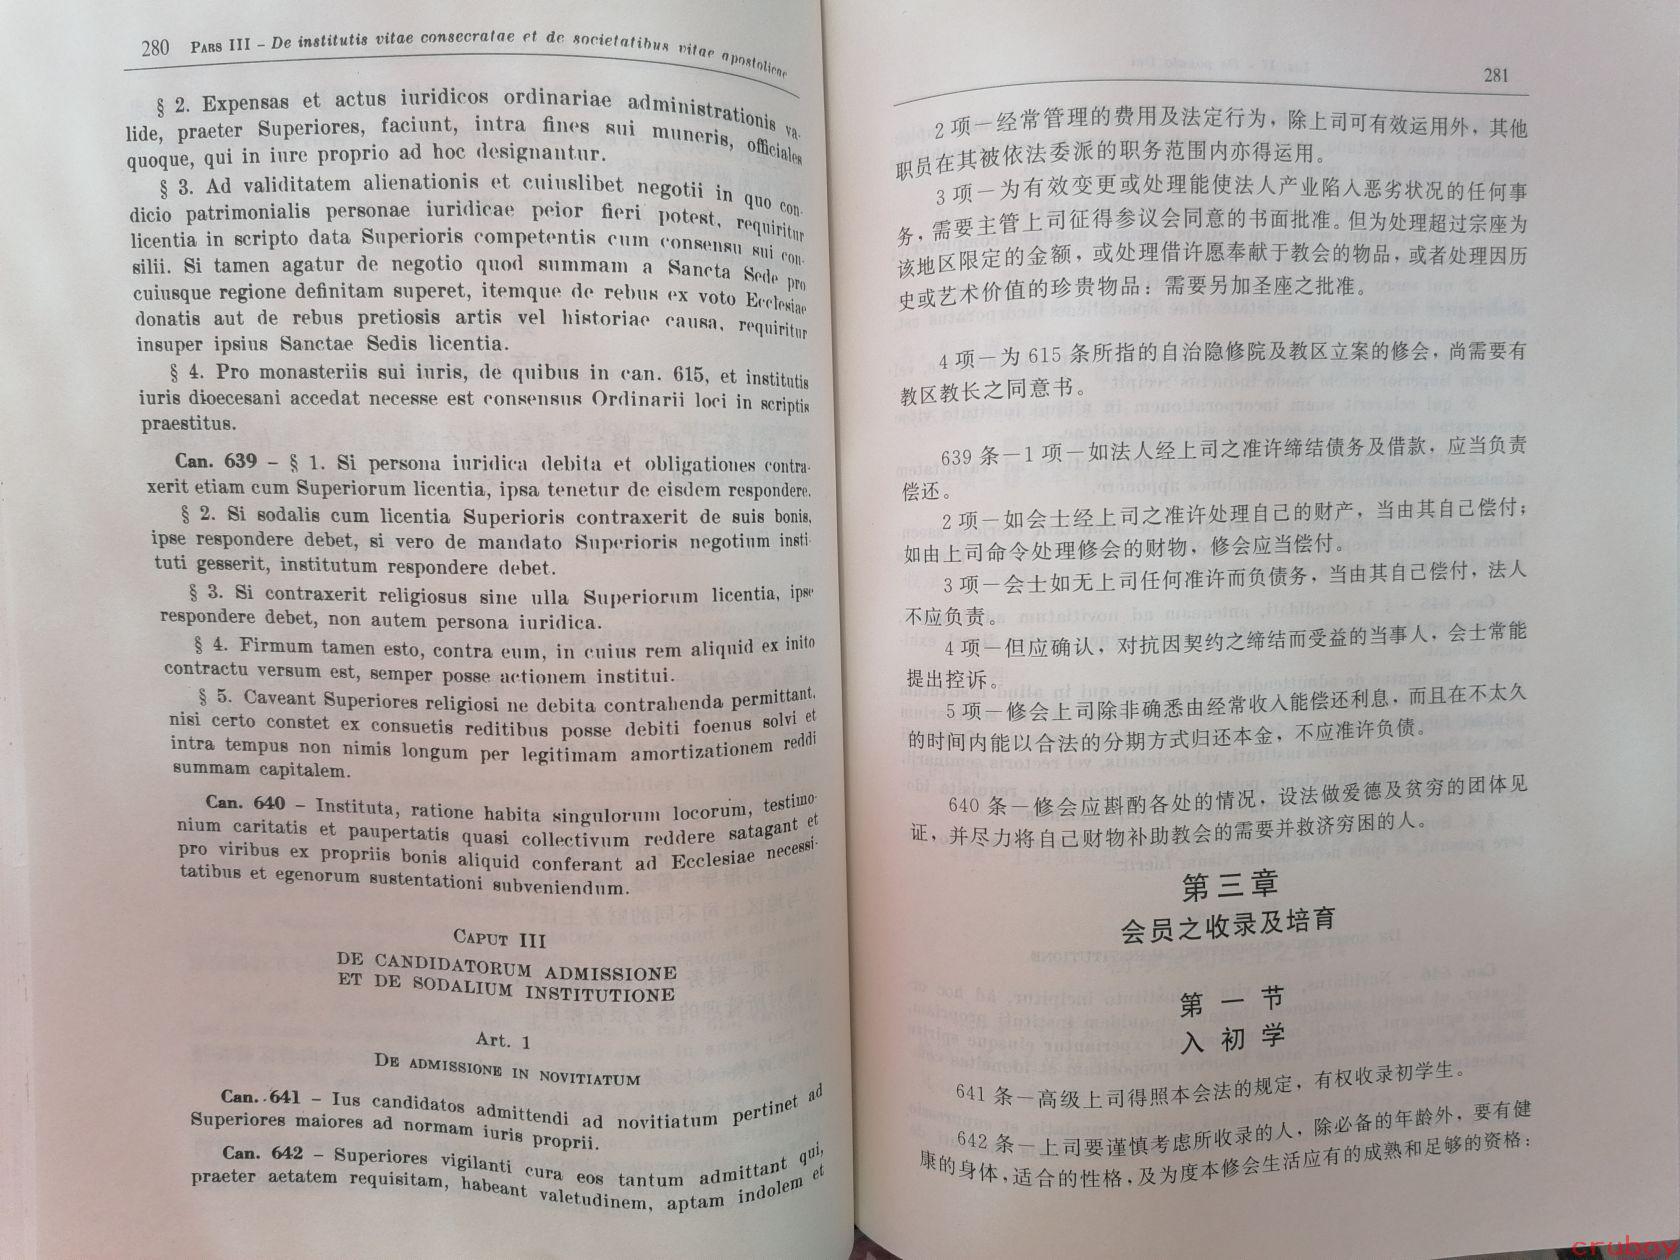 280 PARS III – De institutis vitae consecratae et de societatibus vitae apostolicae
§ 2. Expensas et actus iuridicos ordinariae administrationis va-
lide, praeter Superiores, faciunt, intra fines sui muneris, officiales
quoque, qui in iure proprio ad hoc designantur.
§ 3. Ad validitatem alienationis et cuiuslibet negotii in quo con-
dicio patrimonialis personae iuridicae peior fieri potest, requiritur
licentia in scripto data Superioris competentis cum consensu sui con-
silii. Si tamen agatur de negotio quod summam a Sancta Sede pro
cuiusque regione definitam superet, itemque de rebus ex voto Ecclesiae
donatis aut de rebus pretiosis artis vel historiae causa, requiritur
insuper ipsius Sanctae Sedis licentia.
§ 4. Pro monasteriis sui iuris, de quibus in can. 615, et institutis
iuris dioecesani accedat necesse est consensus Ordinarii loci in scriptis
praestitus.
Can. 639 – § 1. Si persona iuridica debita et obligationes contra-
xerit etiam cum Superiorum licentia, ipsa tenetur de eisdem respondere.
§ 2. Si sodalis cum licentia Superioris contraxerit de suis bonis,
ipse respondere debet, si vero de mandato Superioris negotium insti-
tuti gesserit, institutum respondere debet.
§ 3. Si contraxerit religiosus sine ulla Superiorum licentia, ipse
respondere debet, non autem persona iuridica.
§ 4. Firmum tamen esto, contra eum, in cuius rem aliquid ex inito
contractu versum est, semper posse actionem institui.
§ 5. Caveant Superiores religiosi ne debita contrahenda permittant,
nisi certo constet ex consuetis reditibus posse debiti foenus solvi et
intra tempus non nimis longum per legitimam amortizationem reddi
summam capitalem.
Can. 640 – Instituta, ratione habita singulorum locorum, testimo-
nium caritatis et paupertatis quasi collectivum reddere satagant et
pro viribus ex propriis bonis aliquid conferant ad Ecclesiae necessi-
tatibus et egenorum sustentationi subveniendum.
CAPUT III
DE CANDIDATORUM ADMISSIONE
ET DE SODALIUM INSTITUTIONE
Art. 1
DE ADMISSIONE IN NOVITIATUM
Can. 641 – Ius candidatos admittendi ad novitiatum pertinet ad
Superiores maiores ad normam iuris proprii.
Can. 642 – Superiores vigilanti cura eos tantum admittant qui,
praeter aetatem requisitam, habeant valetudinem, aptam indolem et
281
2 项－经常管理的费用及法定行为，除上司可有效运用外，其他
职员在其被依法委派的职务范围内亦得运用。
3 项－为有效变更或处理能使法人产业陷入恶劣状况的任何事
务，需要主管上司征得参议会同意的书面批准。但为处理超过宗座为
该地区限定的金额，或处理借许愿奉献于教会的物品，或者处理因历
史或艺术价值的珍贵物品：需要另加圣座之批准。
4 项－为 615 条所指的自治隐修院及教区立案的修会，尚需要有
教区教长之同意书。
639 条－1 项－如法人经上司之准许缔结债务及借款，应当负责
偿还。
2 项－如会士经上司之准许处理自己的财产，当由其自己偿付；
如由上司命令处理修会的财物，修会应当偿付。
3 项－会士如无上司任何准许而负债务，当由其自己偿付，法人
不应负责。
4 项－但应确认，对抗因契约之缔结而受益的当事人，会士常能
提出控诉。
5 项－修会上司除非确悉由经常收入能偿还利息，而且在不太久
的时间内能以合法的分期方式归还本金，不应准许负债。
640 条－修会应斟酌各处的情况，设法做爱德及贫穷的团体见
证，并尽力将自己财物补助教会的需要并救济穷困的人。
第三章
会员之收录及培育
第一节
入初学
641 条－高级上司得照本会法的规定，有权收录初学生。
642 条－上司要谨慎考虑所收录的人，除必备的年龄外，要有健
康的身体，适合的性格，及为度本修会生活应有的成熟和足够的资格：
cruboy